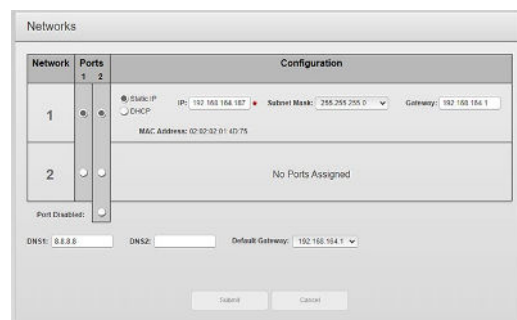 Networks
Network Ports Configuration
1 2
1 Static IP IP: 192.168.164.187 Subnet Mask: 255.255.255.0 Gateway: 192.168.164.1
DHCP
MAC Address: 02:02:02:01:4D:75
2 No Ports Assigned
Port Disabled:
DNS1: 8.8.8.8 DNS2: Default Gateway: 192.168.164.1
Submit Cancel